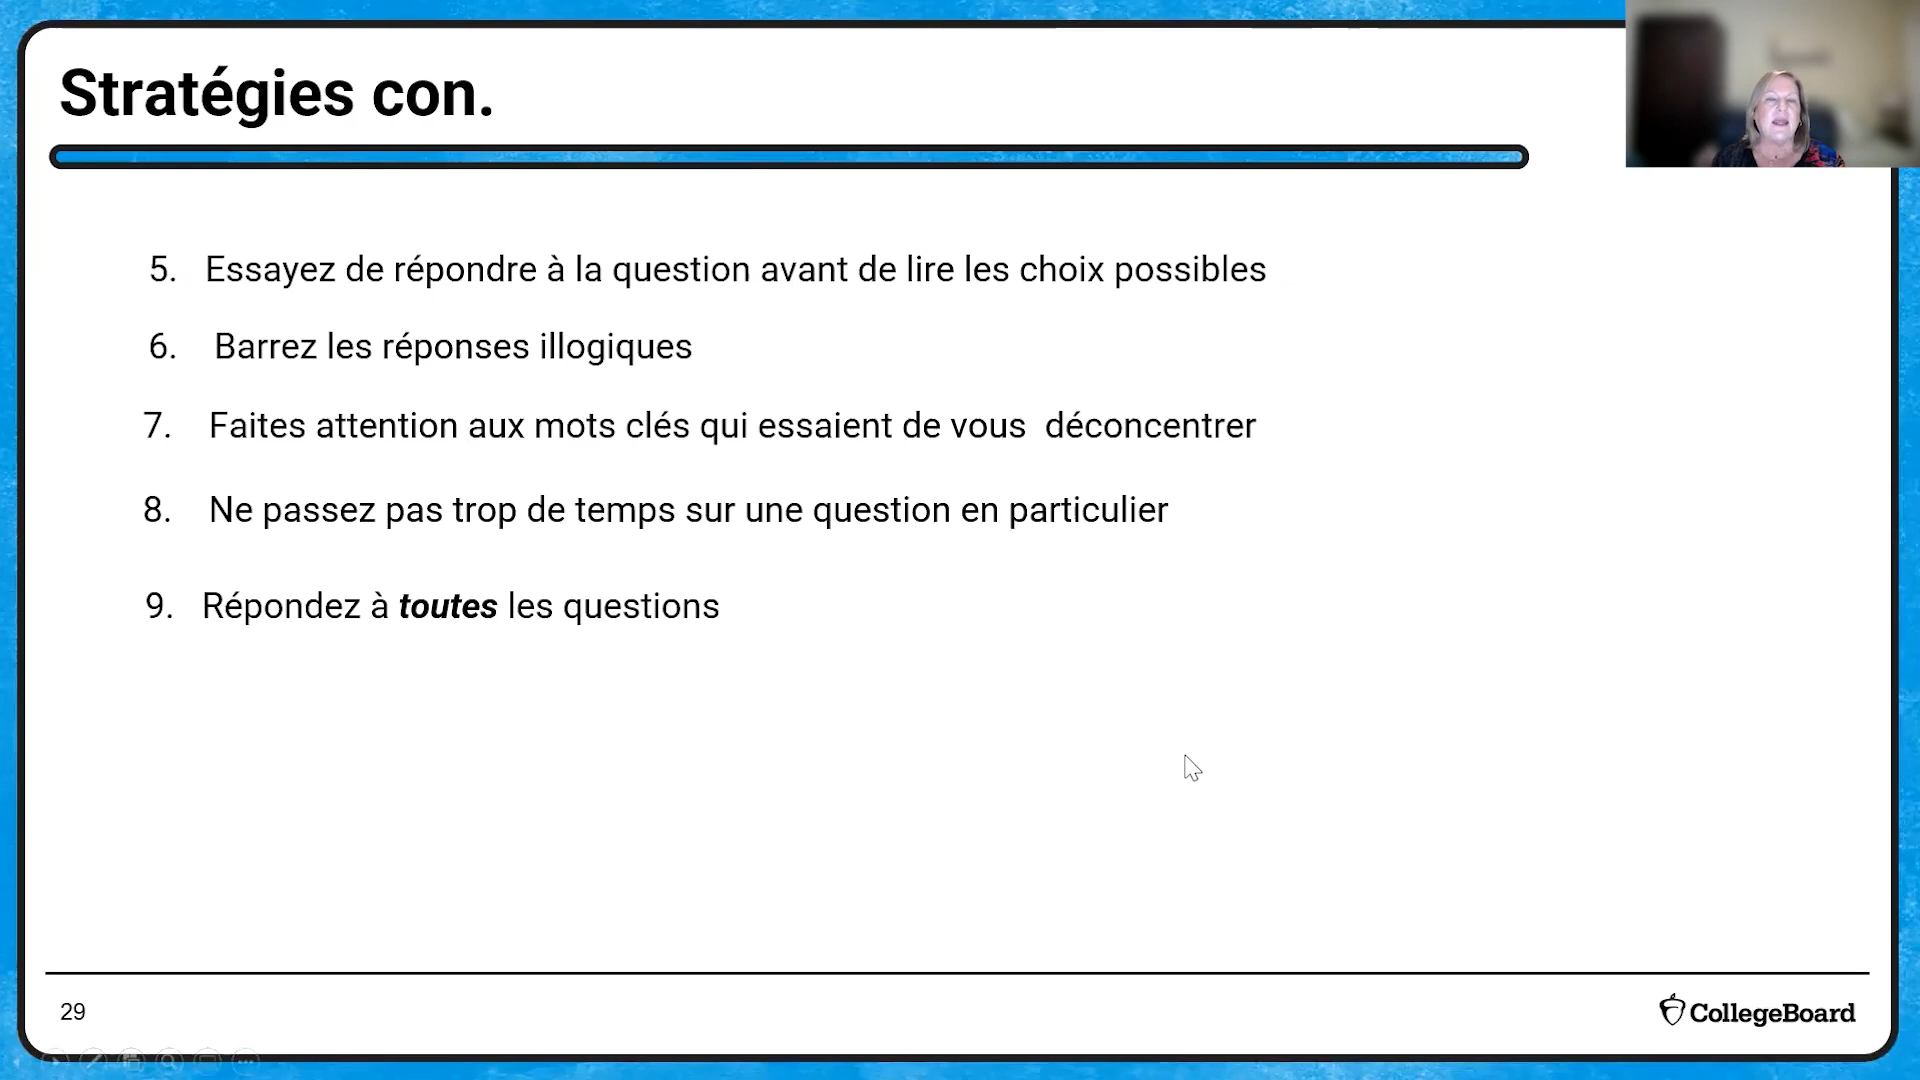 Stratégies con.
5. Essayez de répondre à la question avant de lire les choix possibles
6. Barrez les réponses illogiques
7. Faites attention aux mots clés qui essaient de vous déconcentrer
8. Ne passez pas trop de temps sur une question en particulier
9. Répondez à toutes les questions
29
CollegeBoard